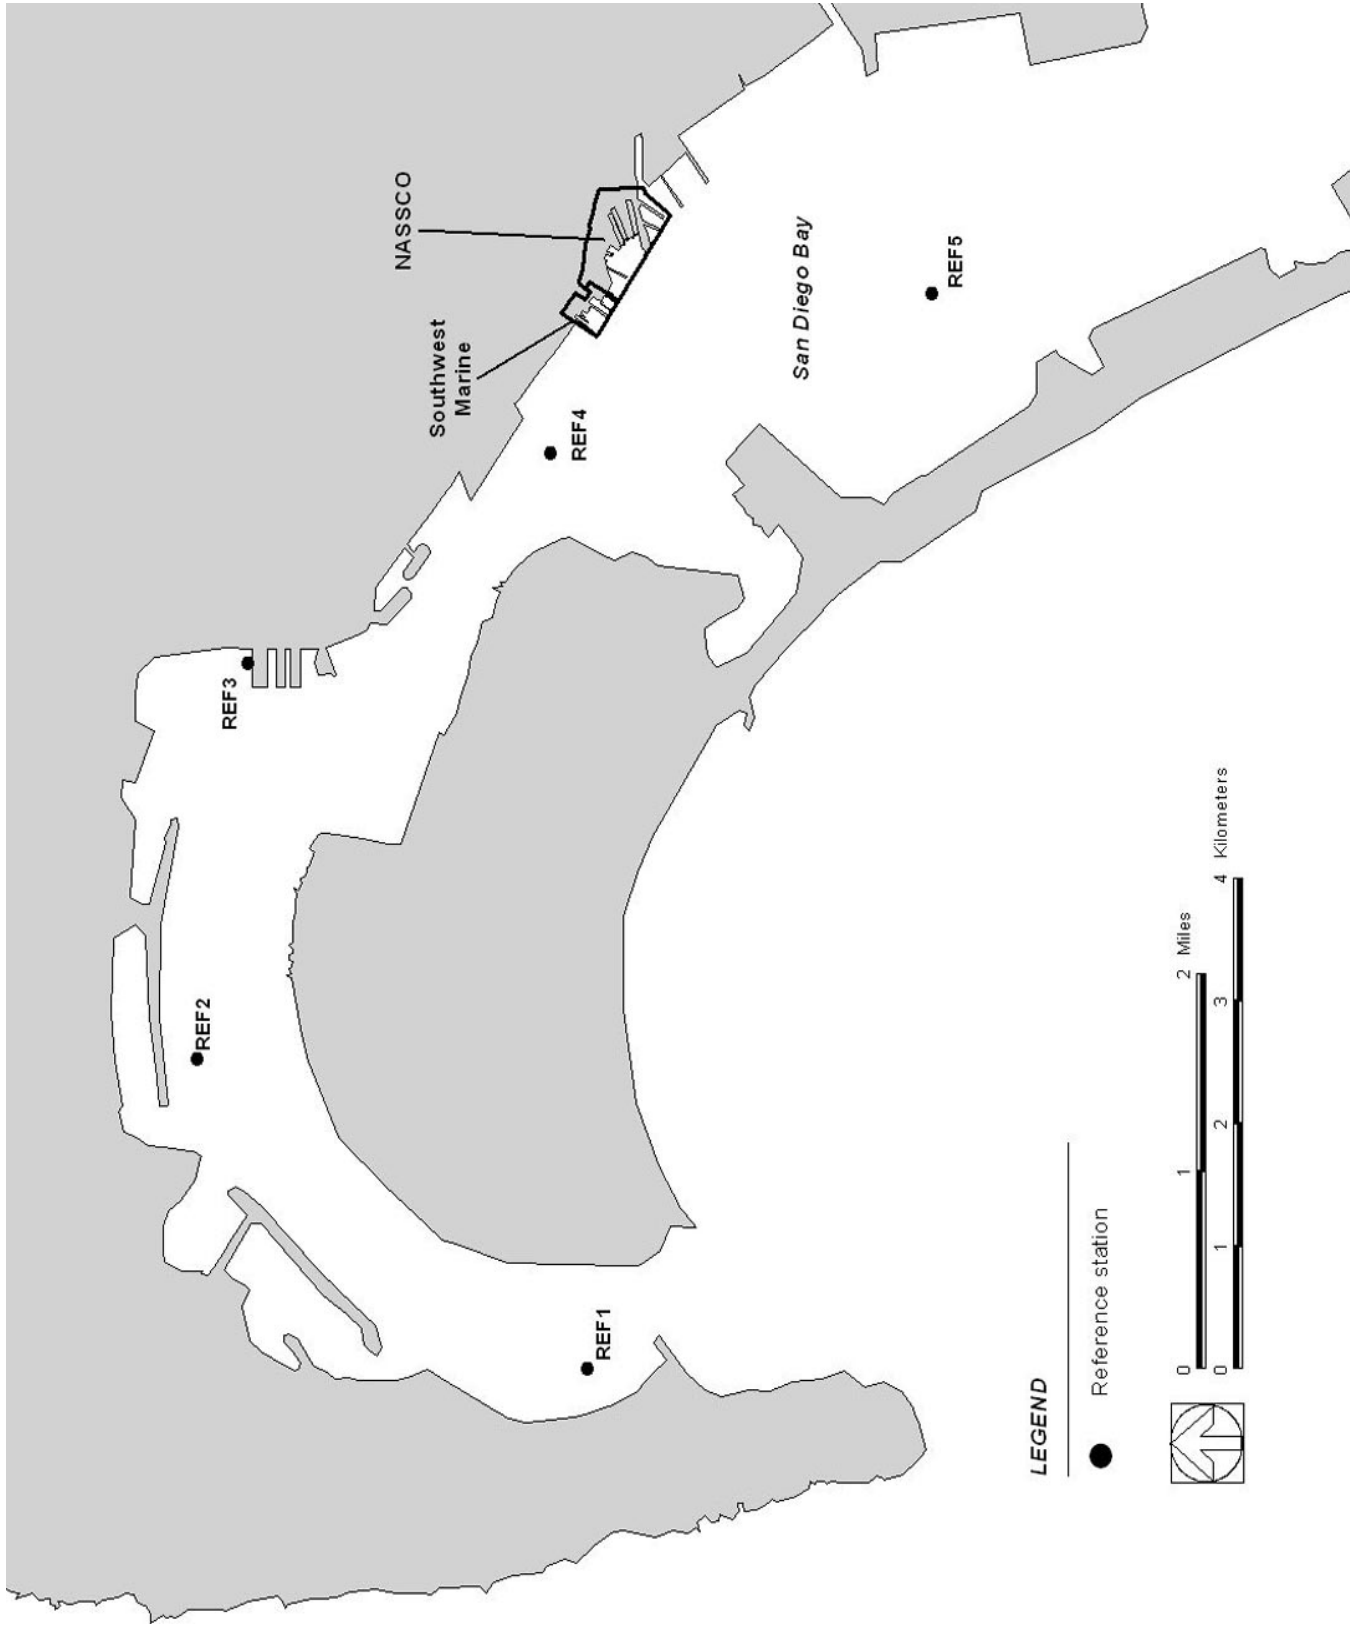 NASSCO
Southwest
Marine
REF4
San Diego Bay
REF5
REF3
REF2
REF1
LEGEND
Reference station
0 1 2 Miles
0 1 2 3 4 Kilometers